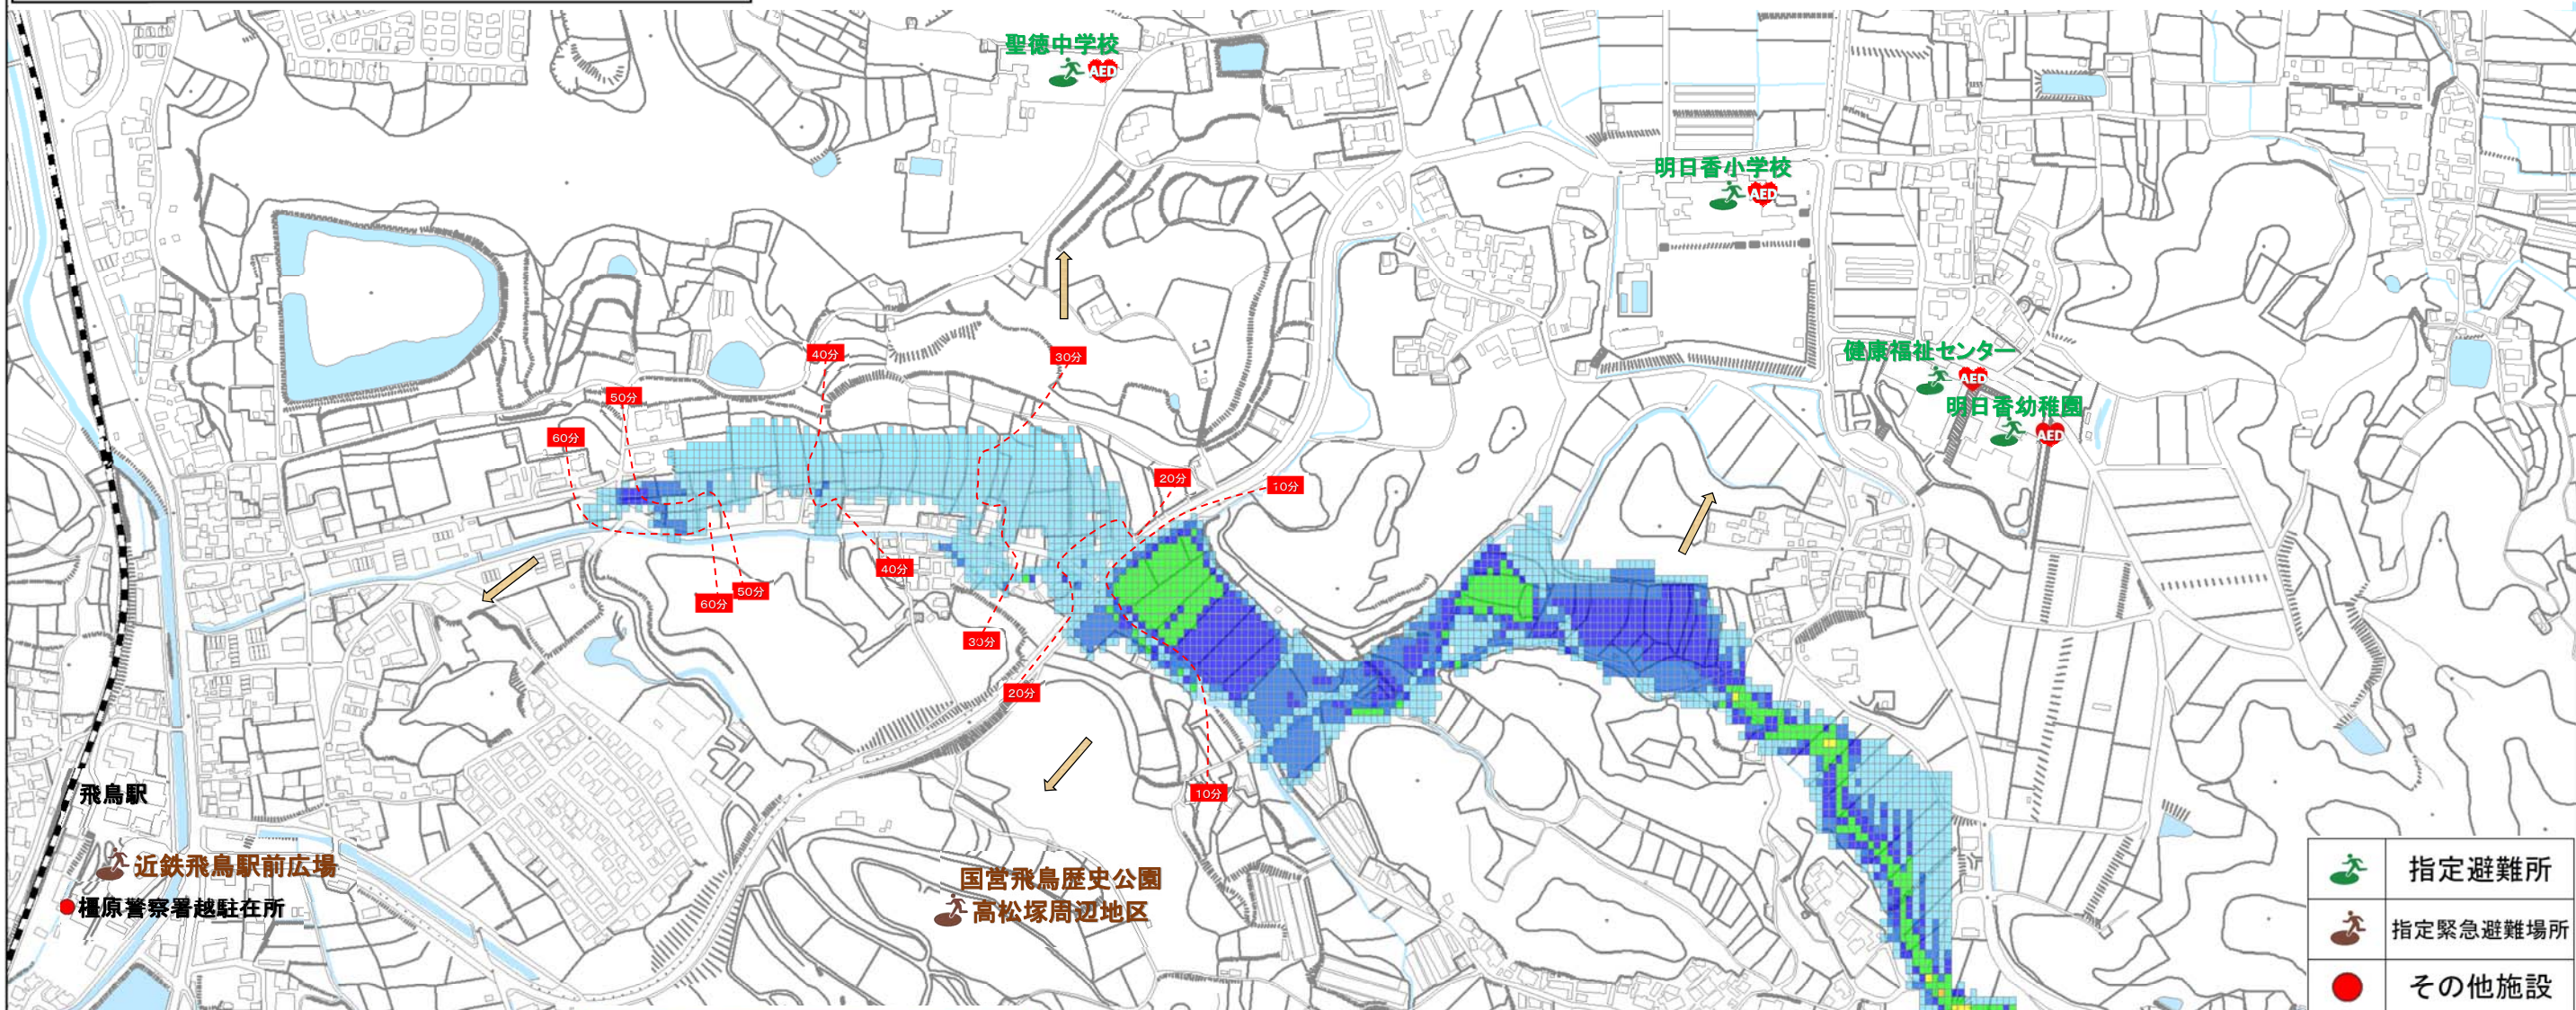 聖徳中学校
AED
明日香小学校
AED
健康福祉センター
AED
明日香幼稚園
AED
40分
30分
50分
60分
20分
10分
40分
50分
60分
30分
20分
10分
飛鳥駅
近鉄飛鳥駅前広場
橿原警察署越駐在所
国営飛鳥歴史公園
高松塚周辺地区
指定避難所
指定緊急避難場所
その他施設